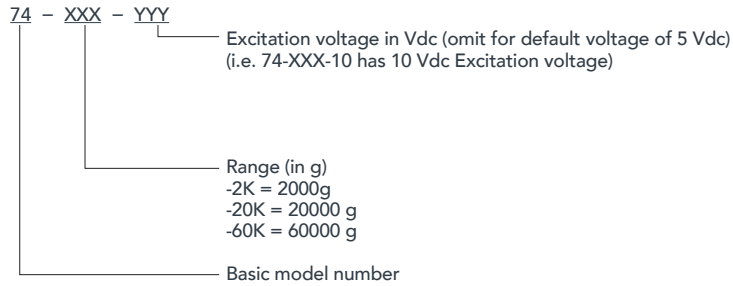 74 – XXX – YYY
Excitation voltage in Vdc (omit for default voltage of 5 Vdc)
(i.e. 74-XXX-10 has 10 Vdc Excitation voltage)
Range (in g)
-2K = 2000g
-20K = 20000 g
-60K = 60000 g
Basic model number